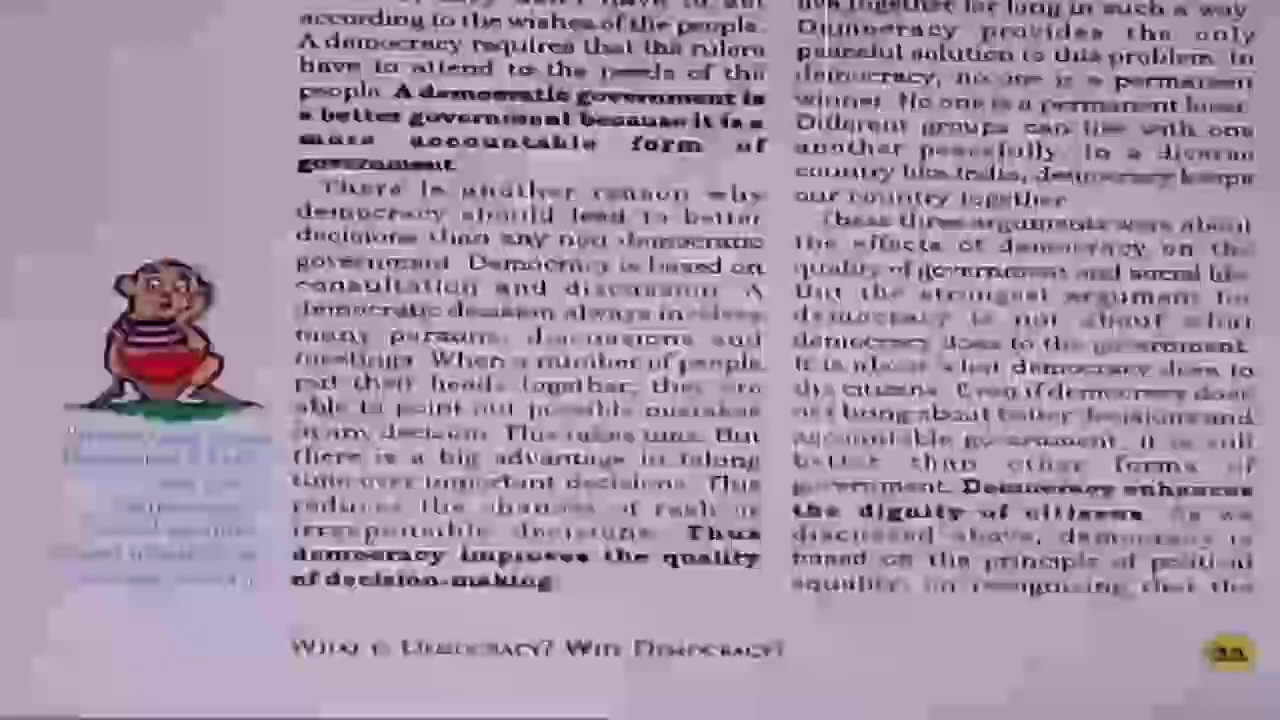 according to the wishes of the people.
A democracy requires that the rulers
have to attend to the needs of the
people. A democratic government is
a better government because it is a
more accountable form of
government.
There is another reason why
democracy should lead to better
decisions than any non-democratic
government. Democracy is based on
consultation and discussion. A
democratic decision always involves
many persons, discussions and
meetings. When a number of people
put their heads together, they are
able to point out possible mistakes
in any decision. This takes time. But
there is a big advantage in taking
time over important decisions. This
reduces the chances of rash or
irresponsible decisions. Thus
democracy improves the quality
of decision-making.
live together for long in such a way.
Democracy provides the only
peaceful solution to this problem. In
democracy, no one is a permanent
winner. No one is a permanent loser.
Different groups can live with one
another peacefully. In a diverse
country like India, democracy keeps
our country together.
These three arguments were about
the effects of democracy on the
quality of government and social life.
But the strongest argument for
democracy is not about what
democracy does to the government.
It is about what democracy does to
the citizens. Even if democracy does
not bring about better decisions and
accountable government, it is still
better than other forms of
government. Democracy enhances
the dignity of citizens. As we
discussed above, democracy is
based on the principle of political
equality, on recognising that the
What is Democracy? Why Democracy?